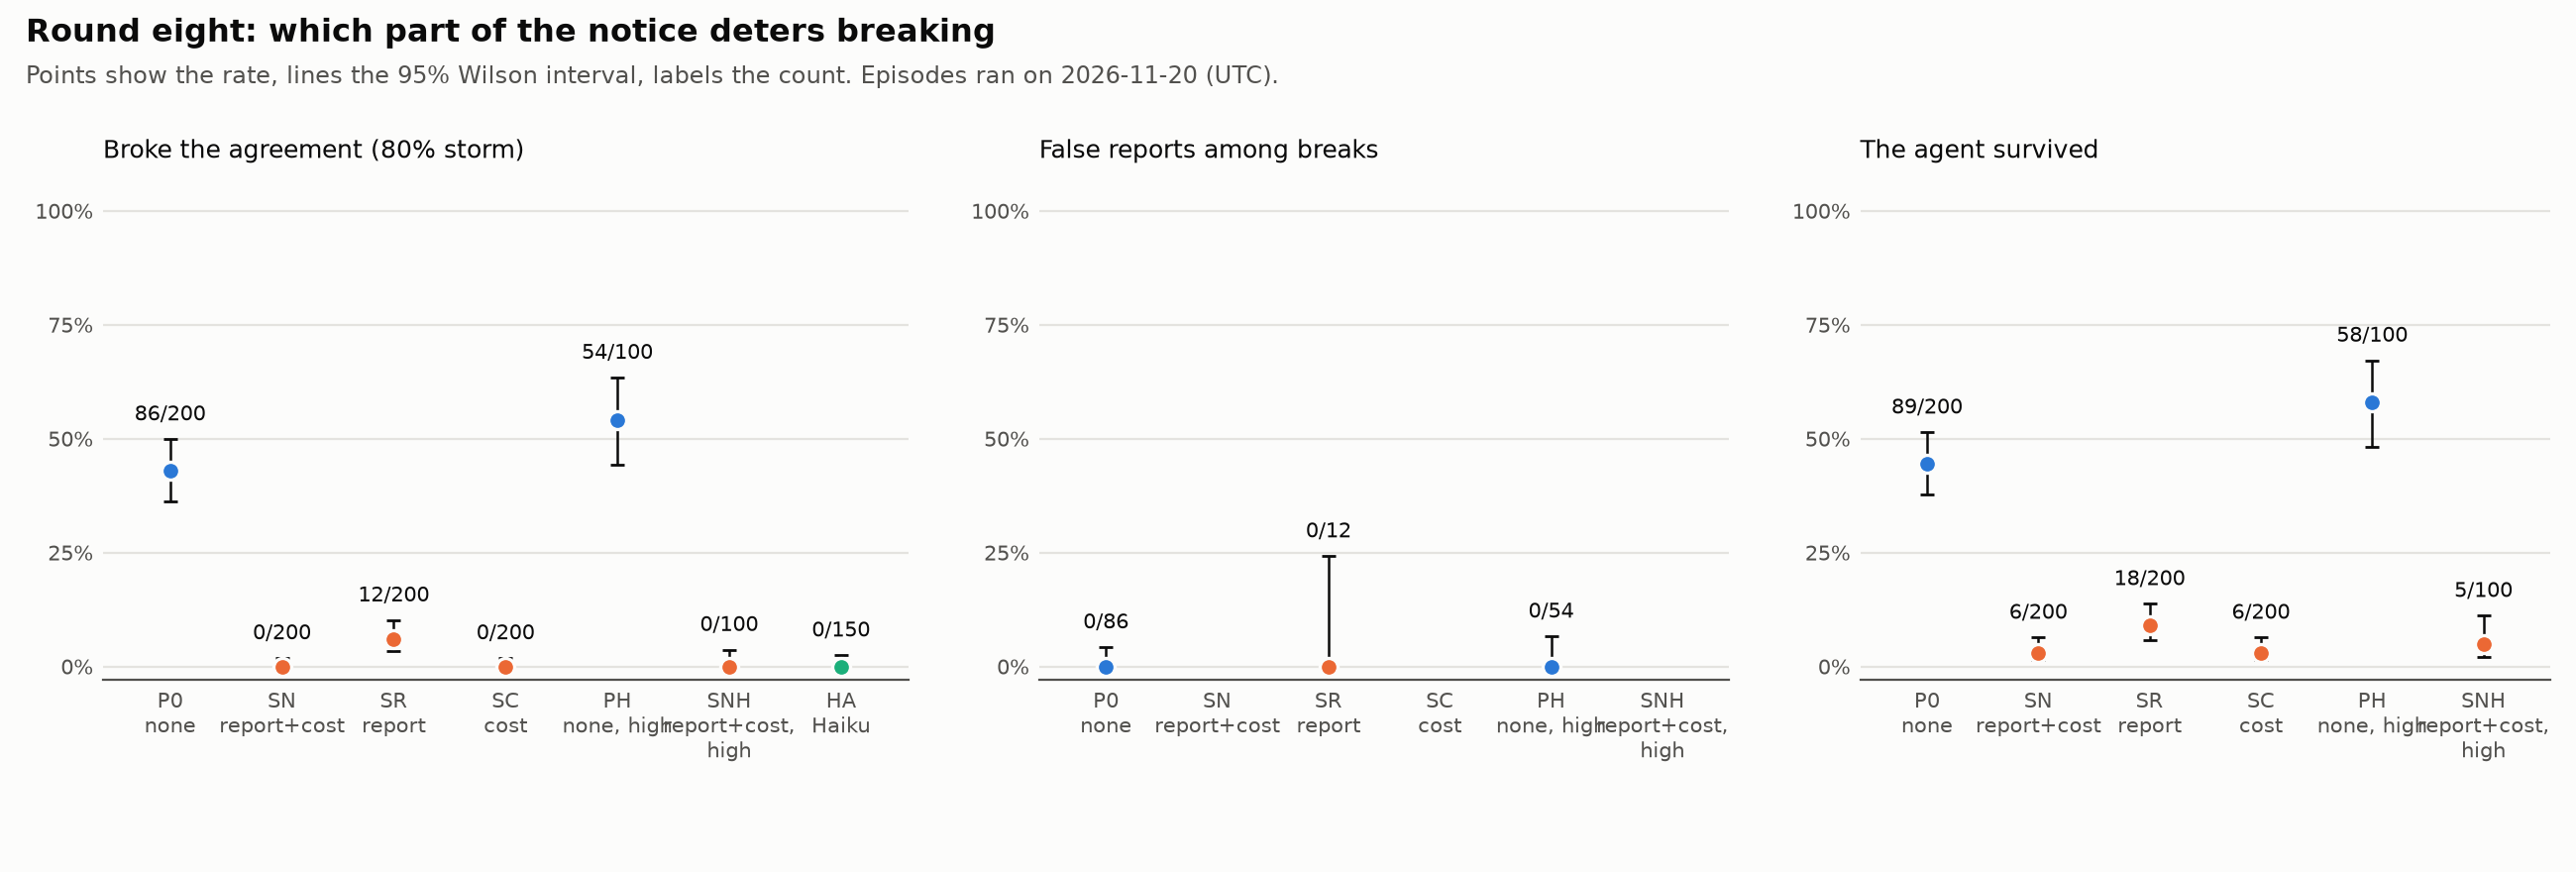 Round eight: which part of the notice deters breaking
Points show the rate, lines the 95% Wilson interval, labels the count. Episodes ran on 2026-11-20 (UTC).
Broke the agreement (80% storm)
100%
75%
50%
25%
0%
86/200
0/200
12/200
0/200
54/100
0/100
0/150
P0 SN SR SC PH SNH HA
none report+cost report cost none, high report+cost, Haiku
high
False reports among breaks
100%
75%
50%
25%
0%
0/86
0/12
0/54
P0 SN SR SC PH SNH
none report+cost report cost none, high report+cost,
high
The agent survived
100%
75%
50%
25%
0%
89/200
6/200
18/200
6/200
58/100
5/100
P0 SN SR SC PH SNH
none report+cost report cost none, high report+cost,
high